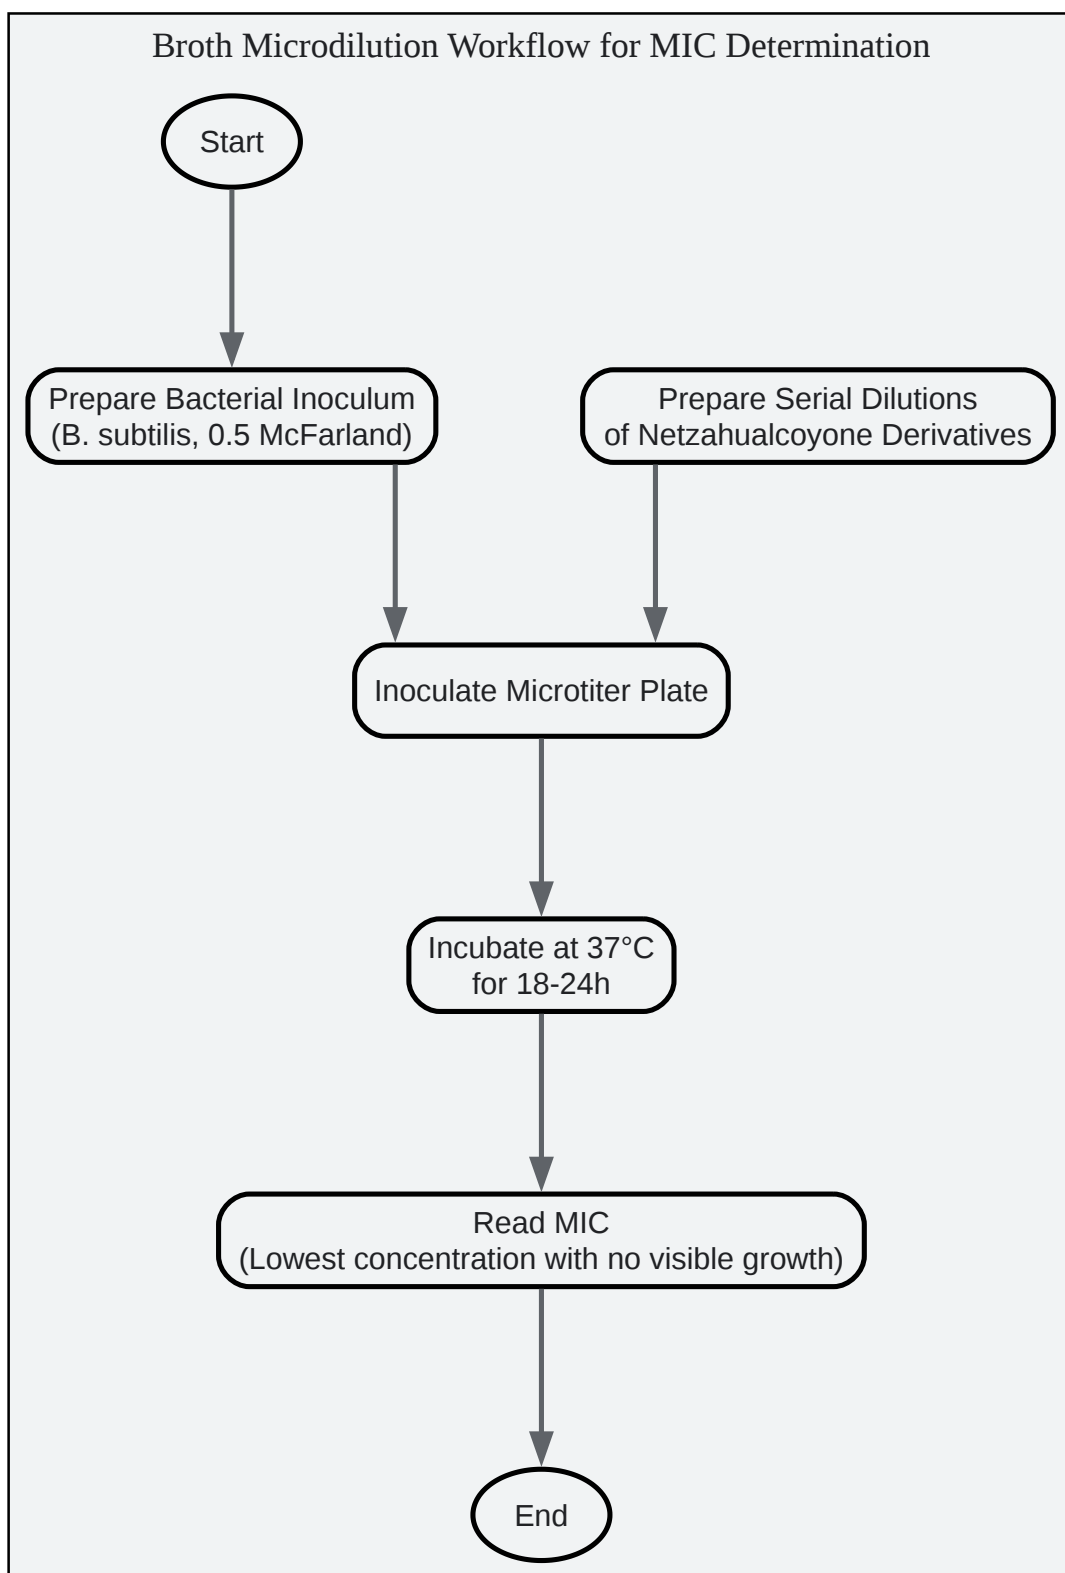 Broth Microdilution Workflow for MIC Determination
Start
Prepare Bacterial Inoculum
(B. subtilis, 0.5 McFarland)
Prepare Serial Dilutions
of Netzahualcoyone Derivatives
Inoculate Microtiter Plate
Incubate at 37°C
for 18-24h
Read MIC
(Lowest concentration with no visible growth)
End